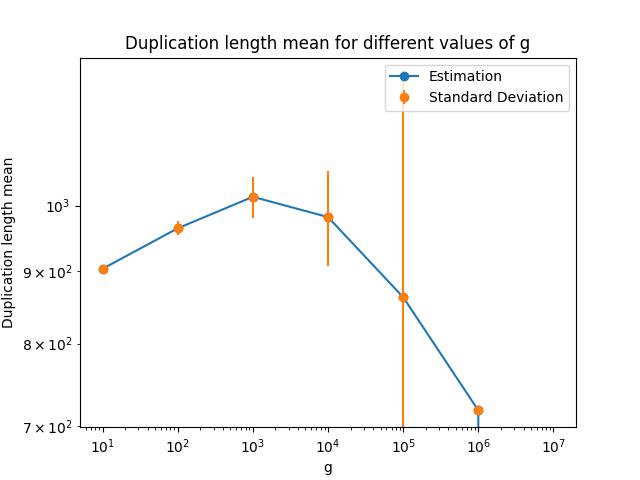 Duplication length mean for different values of g
Estimation
Standard Deviation
Duplication length mean
10³
9 × 10²
8 × 10²
7 × 10²
10¹ 10² 10³ 10⁴ 10⁵ 10⁶ 10⁷
g